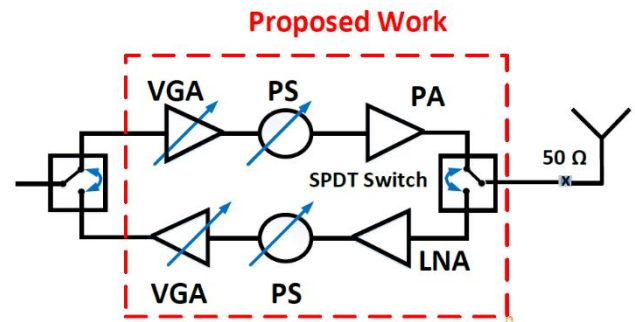 Proposed Work
VGA
PS
PA
50 Ω
SPDT Switch
x
LNA
VGA
PS